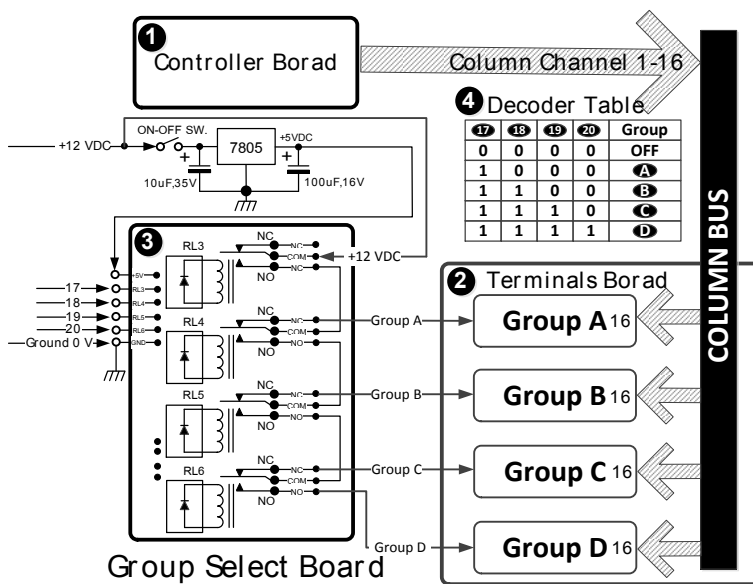 1
Controller Borad
Column Channel 1-16
4 Decoder Table
17 18 19 20 Group
0 0 0 0 OFF
1 0 0 0 A
1 1 0 0 B
1 1 1 0 C
1 1 1 1 D
ON-OFF SW.
+12 VDC
7805
+5VDC
+
10uF,35V
+
100uF,16V
3
RL3
NC
NC
COM
+12 VDC
NC
NO
+5V
17
RL3
18
RL4
19
RL5
20
RL6
Ground 0 V
GND
RL4
NC
NC
COM
NO
NO
Group A
RL5
NC
NC
COM
NO
NO
Group B
RL6
NC
NC
COM
NO
NO
Group C
Group D
Group Select Board
2 Terminals Borad
Group A 16
Group B 16
Group C 16
Group D 16
COLUMN BUS